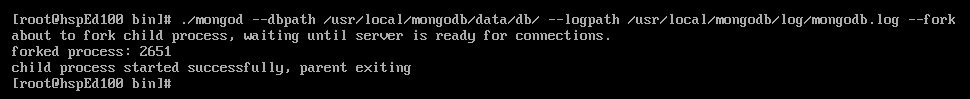 [root@hspEd100 bin]# ./mongod --dbpath /usr/local/mongodb/data/db/ --logpath /usr/local/mongodb/log/mongodb.log --fork
about to fork child process, waiting until server is ready for connections.
forked process: 2651
child process started successfully, parent exiting
[root@hspEd100 bin]#